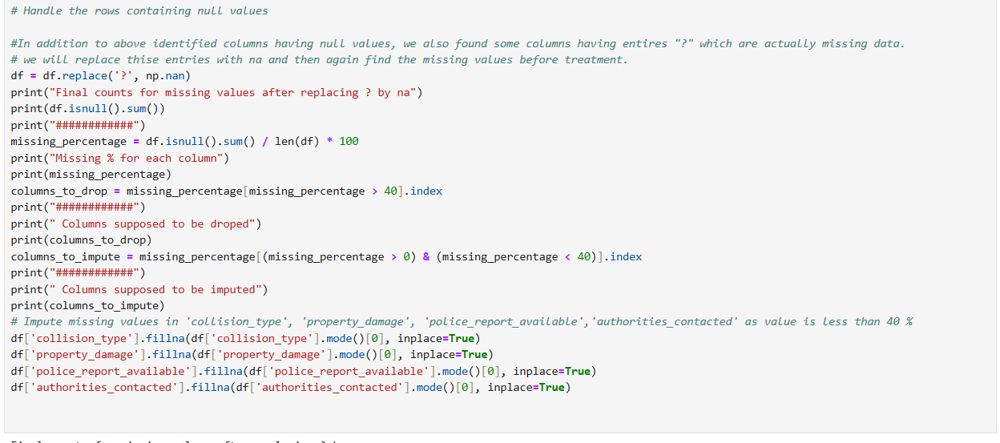 # Handle the rows containing null values
#In addition to above identified columns having null values, we also found some columns having entires "?" which are actually missing data.
# we will replace thise entries with na and then again find the missing values before treatment.
df = df.replace('?', np.nan)
print("Final counts for missing values after replacing ? by na")
print(df.isnull().sum())
print("############")
missing_percentage = df.isnull().sum() / len(df) * 100
print("Missing % for each column")
print(missing_percentage)
columns_to_drop = missing_percentage[missing_percentage > 40].index
print("############")
print(" Columns supposed to be droped")
print(columns_to_drop)
columns_to_impute = missing_percentage[(missing_percentage > 0) & (missing_percentage < 40)].index
print("############")
print(" Columns supposed to be imputed")
print(columns_to_impute)
# Impute missing values in 'collision_type', 'property_damage', 'police_report_available','authorities_contacted' as value is less than 40 %
df['collision_type'].fillna(df['collision_type'].mode()[0], inplace=True)
df['property_damage'].fillna(df['property_damage'].mode()[0], inplace=True)
df['police_report_available'].fillna(df['police_report_available'].mode()[0], inplace=True)
df['authorities_contacted'].fillna(df['authorities_contacted'].mode()[0], inplace=True)